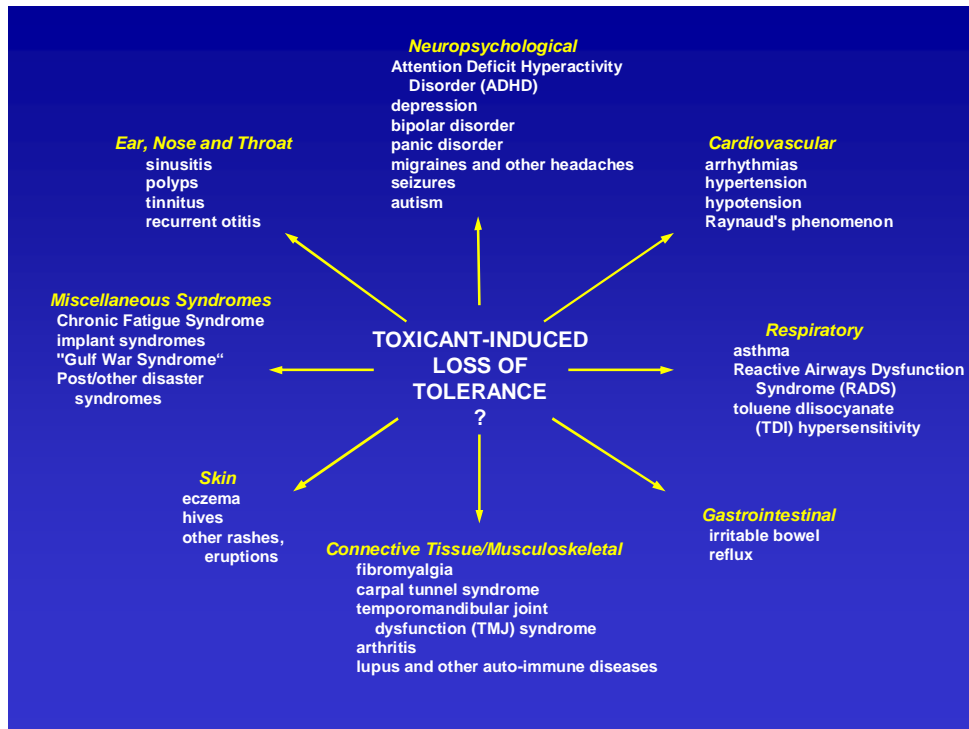 Neuropsychological
Attention Deficit Hyperactivity
Disorder (ADHD)
depression
bipolar disorder
panic disorder
migraines and other headaches
seizures
autism
Ear, Nose and Throat
sinusitis
polyps
tinnitus
recurrent otitis
Cardiovascular
arrhythmias
hypertension
hypotension
Raynaud's phenomenon
Miscellaneous Syndromes
Chronic Fatigue Syndrome
implant syndromes
"Gulf War Syndrome“
Post/other disaster
syndromes
TOXICANT-INDUCED
LOSS OF
TOLERANCE
?
Respiratory
asthma
Reactive Airways Dysfunction
Syndrome (RADS)
toluene dIisocyanate
(TDI) hypersensitivity
Skin
eczema
hives
other rashes,
eruptions
Connective Tissue/Musculoskeletal
fibromyalgia
carpal tunnel syndrome
temporomandibular joint
dysfunction (TMJ) syndrome
arthritis
lupus and other auto-immune diseases
Gastrointestinal
irritable bowel
reflux